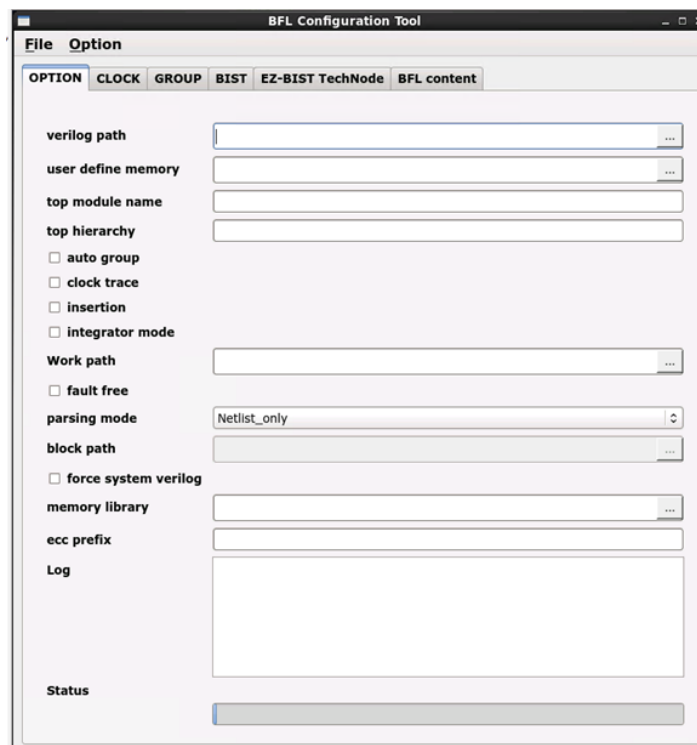 BFL Configuration Tool
File Option
OPTION CLOCK GROUP BIST EZ-BIST TechNode BFL content
verilog path ...
user define memory ...
top module name
top hierarchy
auto group
clock trace
insertion
integrator mode
Work path ...
fault free
parsing mode Netlist_only
block path ...
force system verilog
memory library ...
ecc prefix
Log
Status